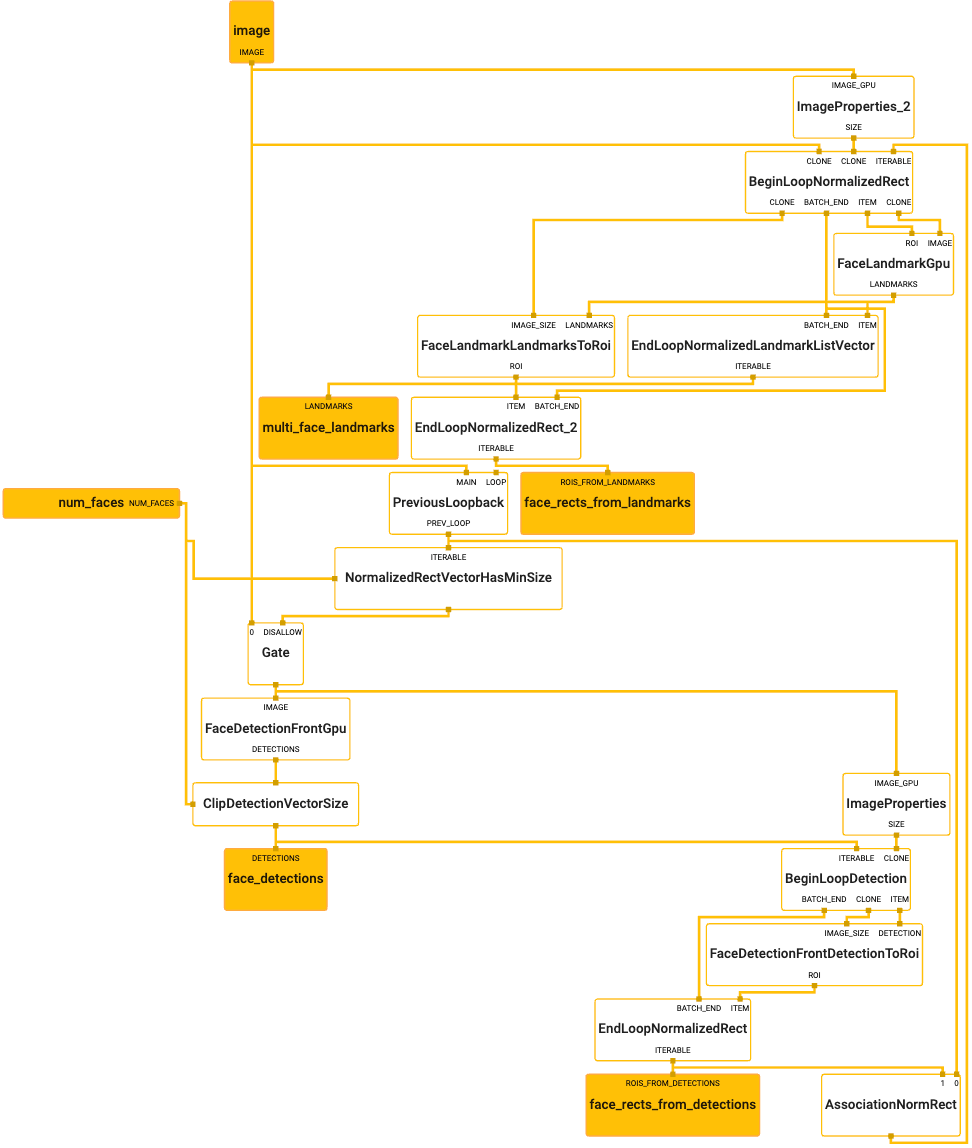 image
IMAGE
IMAGE_GPU
ImageProperties_2
SIZE
CLONE CLONE ITERABLE
BeginLoopNormalizedRect
CLONE BATCH_END ITEM CLONE
ROI IMAGE
FaceLandmarkGpu
LANDMARKS
IMAGE_SIZE LANDMARKS
FaceLandmarkLandmarksToRoi
ROI
BATCH_END ITEM
EndLoopNormalizedLandmarkListVector
ITERABLE
LANDMARKS
multi_face_landmarks
ITEM BATCH_END
EndLoopNormalizedRect_2
ITERABLE
MAIN LOOP
PreviousLoopback
PREV_LOOP
ROIS_FROM_LANDMARKS
face_rects_from_landmarks
num_faces NUM_FACES
ITERABLE
NormalizedRectVectorHasMinSize
0 DISALLOW
Gate
IMAGE
FaceDetectionFrontGpu
DETECTIONS
ClipDetectionVectorSize
IMAGE_GPU
ImageProperties
SIZE
DETECTIONS
face_detections
ITERABLE CLONE
BeginLoopDetection
BATCH_END CLONE ITEM
IMAGE_SIZE DETECTION
FaceDetectionFrontDetectionToRoi
ROI
BATCH_END ITEM
EndLoopNormalizedRect
ITERABLE
ROIS_FROM_DETECTIONS
face_rects_from_detections
1 0
AssociationNormRect